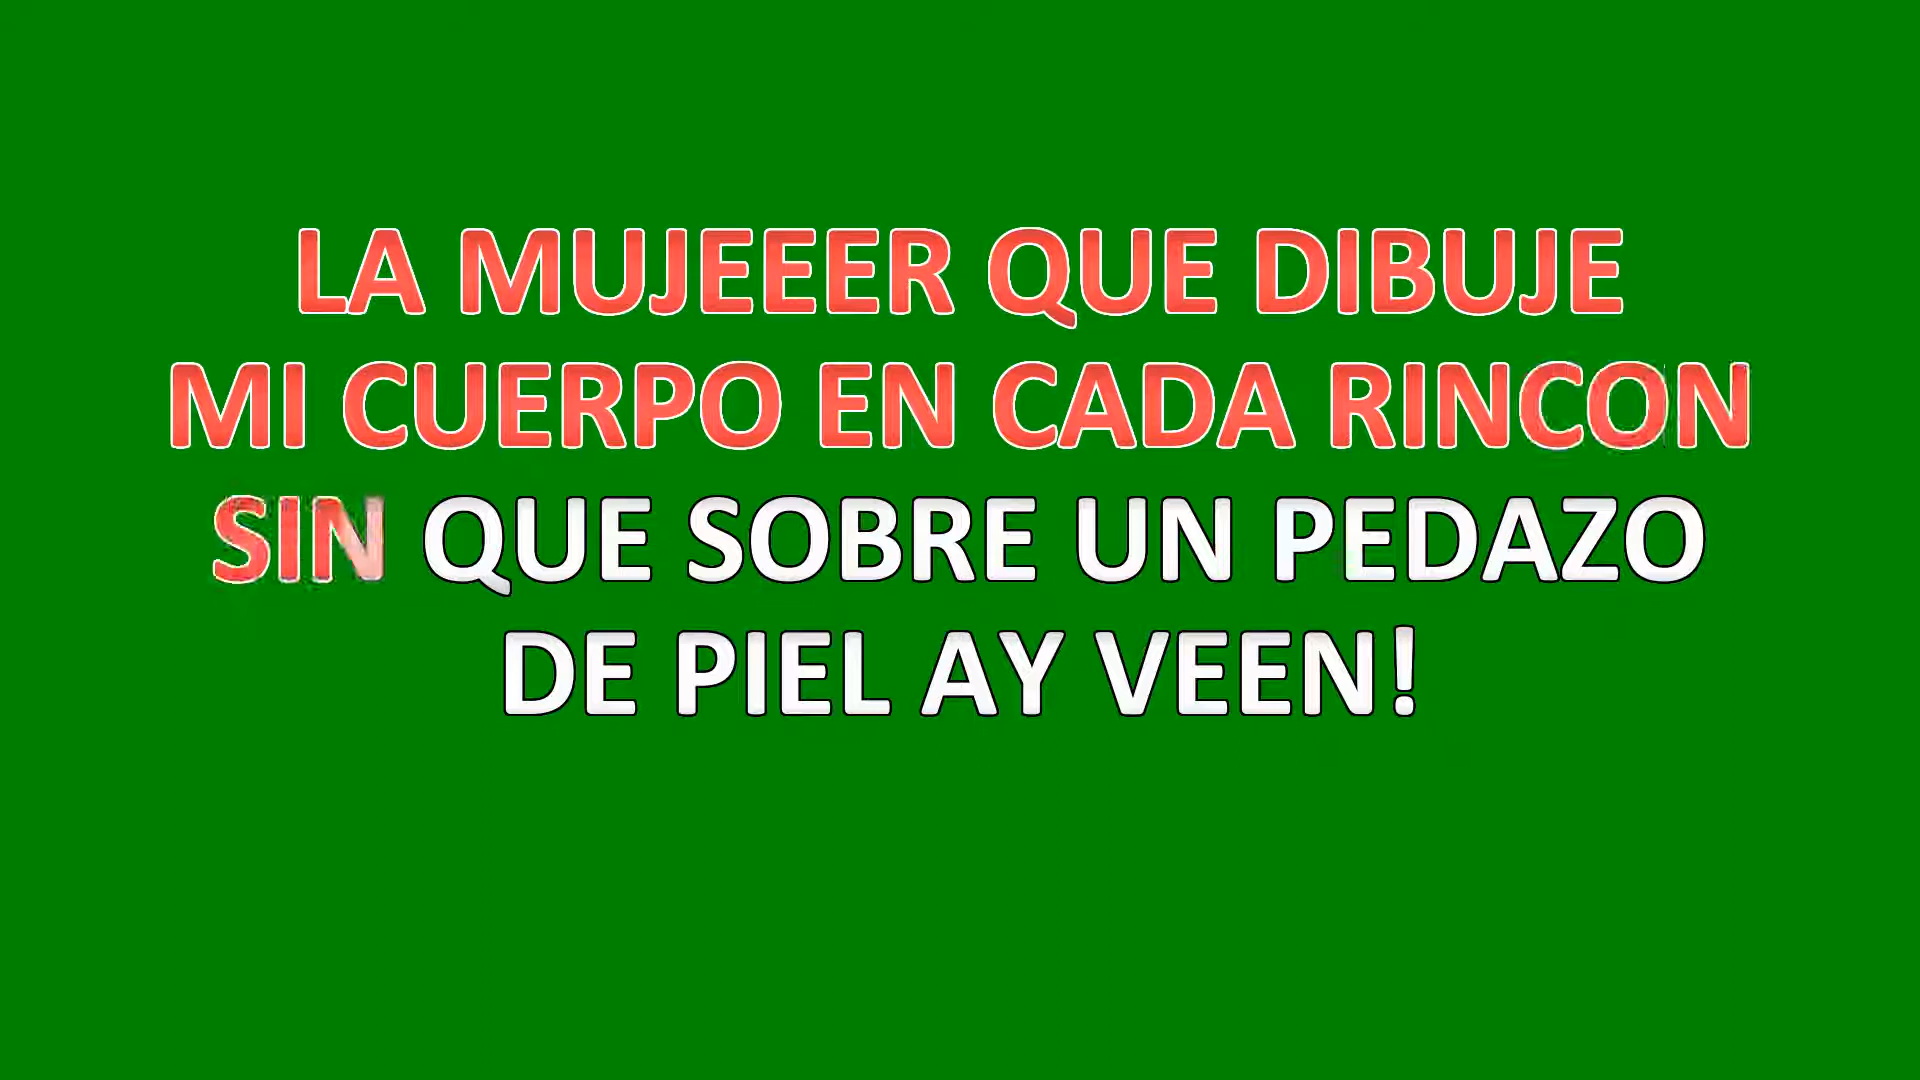 LA MUJEEER QUE DIBUJE
MI CUERPO EN CADA RINCON
SIN QUE SOBRE UN PEDAZO
DE PIEL AY VEEN!